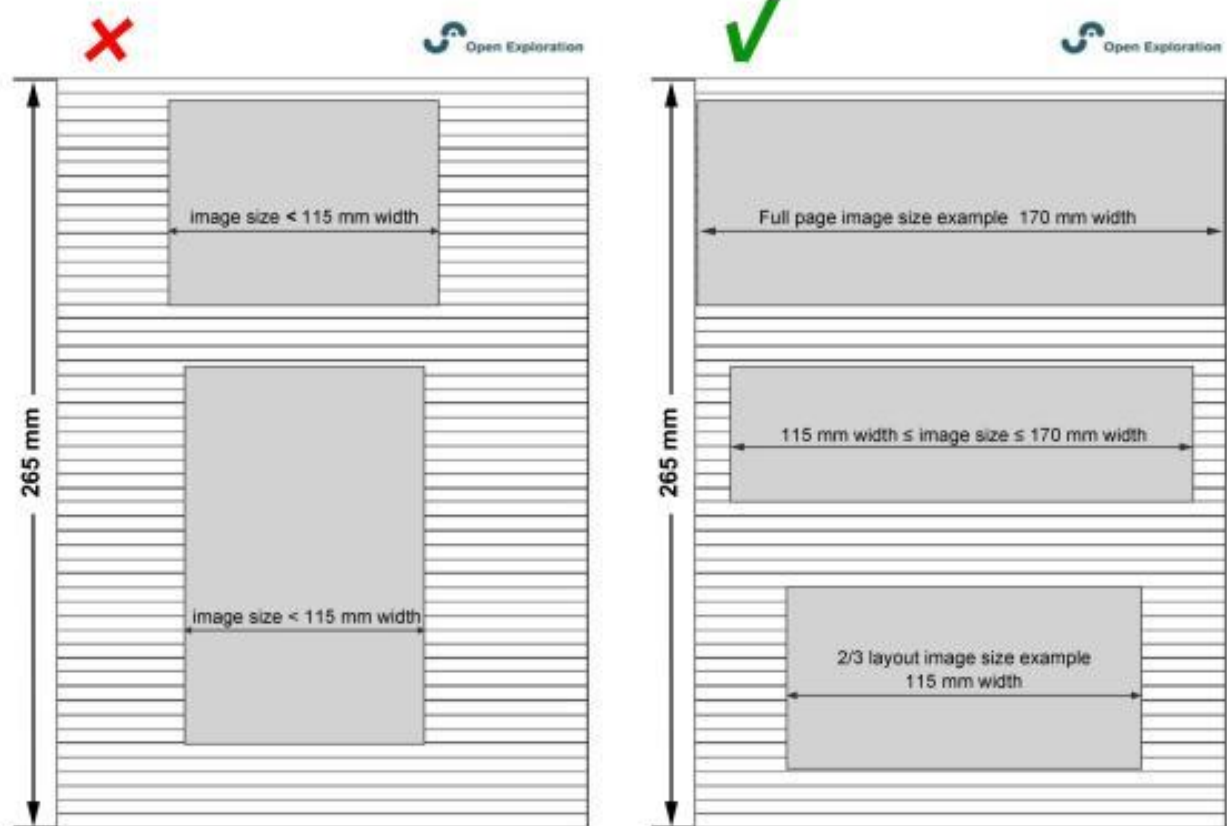 Open Exploration
image size < 115 mm width
265 mm
image size < 115 mm width
Open Exploration
Full page image size example 170 mm width
115 mm width ≤ image size ≤ 170 mm width
265 mm
2/3 layout image size example
115 mm width